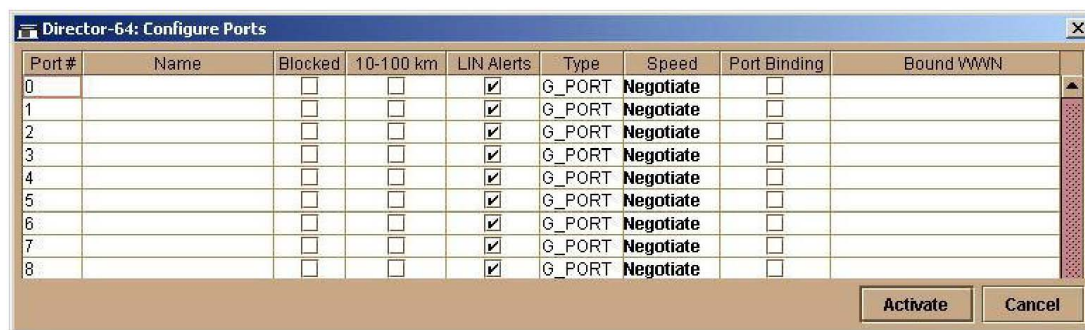 Director-64: Configure Ports
Port # Name Blocked 10-100 km LIN Alerts Type Speed Port Binding Bound WWN
0 G_PORT Negotiate
1 G_PORT Negotiate
2 G_PORT Negotiate
3 G_PORT Negotiate
4 G_PORT Negotiate
5 G_PORT Negotiate
6 G_PORT Negotiate
7 G_PORT Negotiate
8 G_PORT Negotiate
Activate Cancel